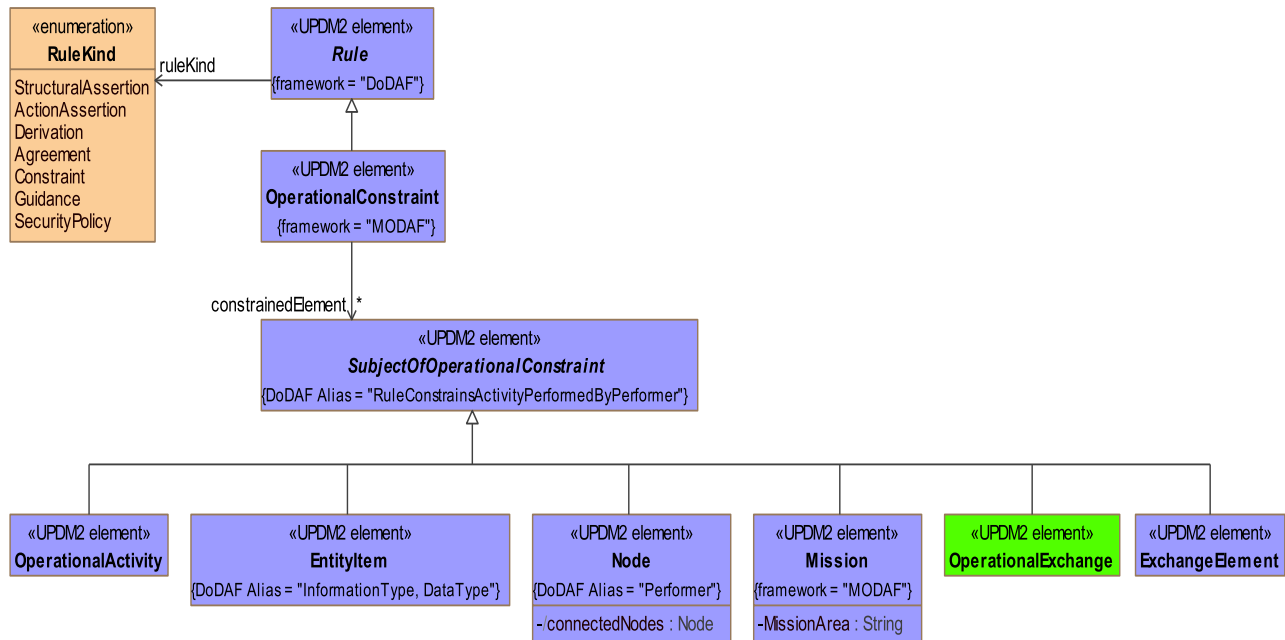 «enumeration»
RuleKind
StructuralAssertion
ActionAssertion
Derivation
Agreement
Constraint
Guidance
SecurityPolicy
ruleKind
«UPDM2 element»
Rule
{framework = "DoDAF"}
«UPDM2 element»
OperationalConstraint
{framework = "MODAF"}
constrainedElement *
«UPDM2 element»
SubjectOfOperationalConstraint
{DoDAF Alias = "RuleConstrainsActivityPerformedByPerformer"}
«UPDM2 element»
OperationalActivity
«UPDM2 element»
EntityItem
{DoDAF Alias = "InformationType, DataType"}
«UPDM2 element»
Node
{DoDAF Alias = "Performer"}
-/connectedNodes : Node
«UPDM2 element»
Mission
{framework = "MODAF"}
-MissionArea : String
«UPDM2 element»
OperationalExchange
«UPDM2 element»
ExchangeElement